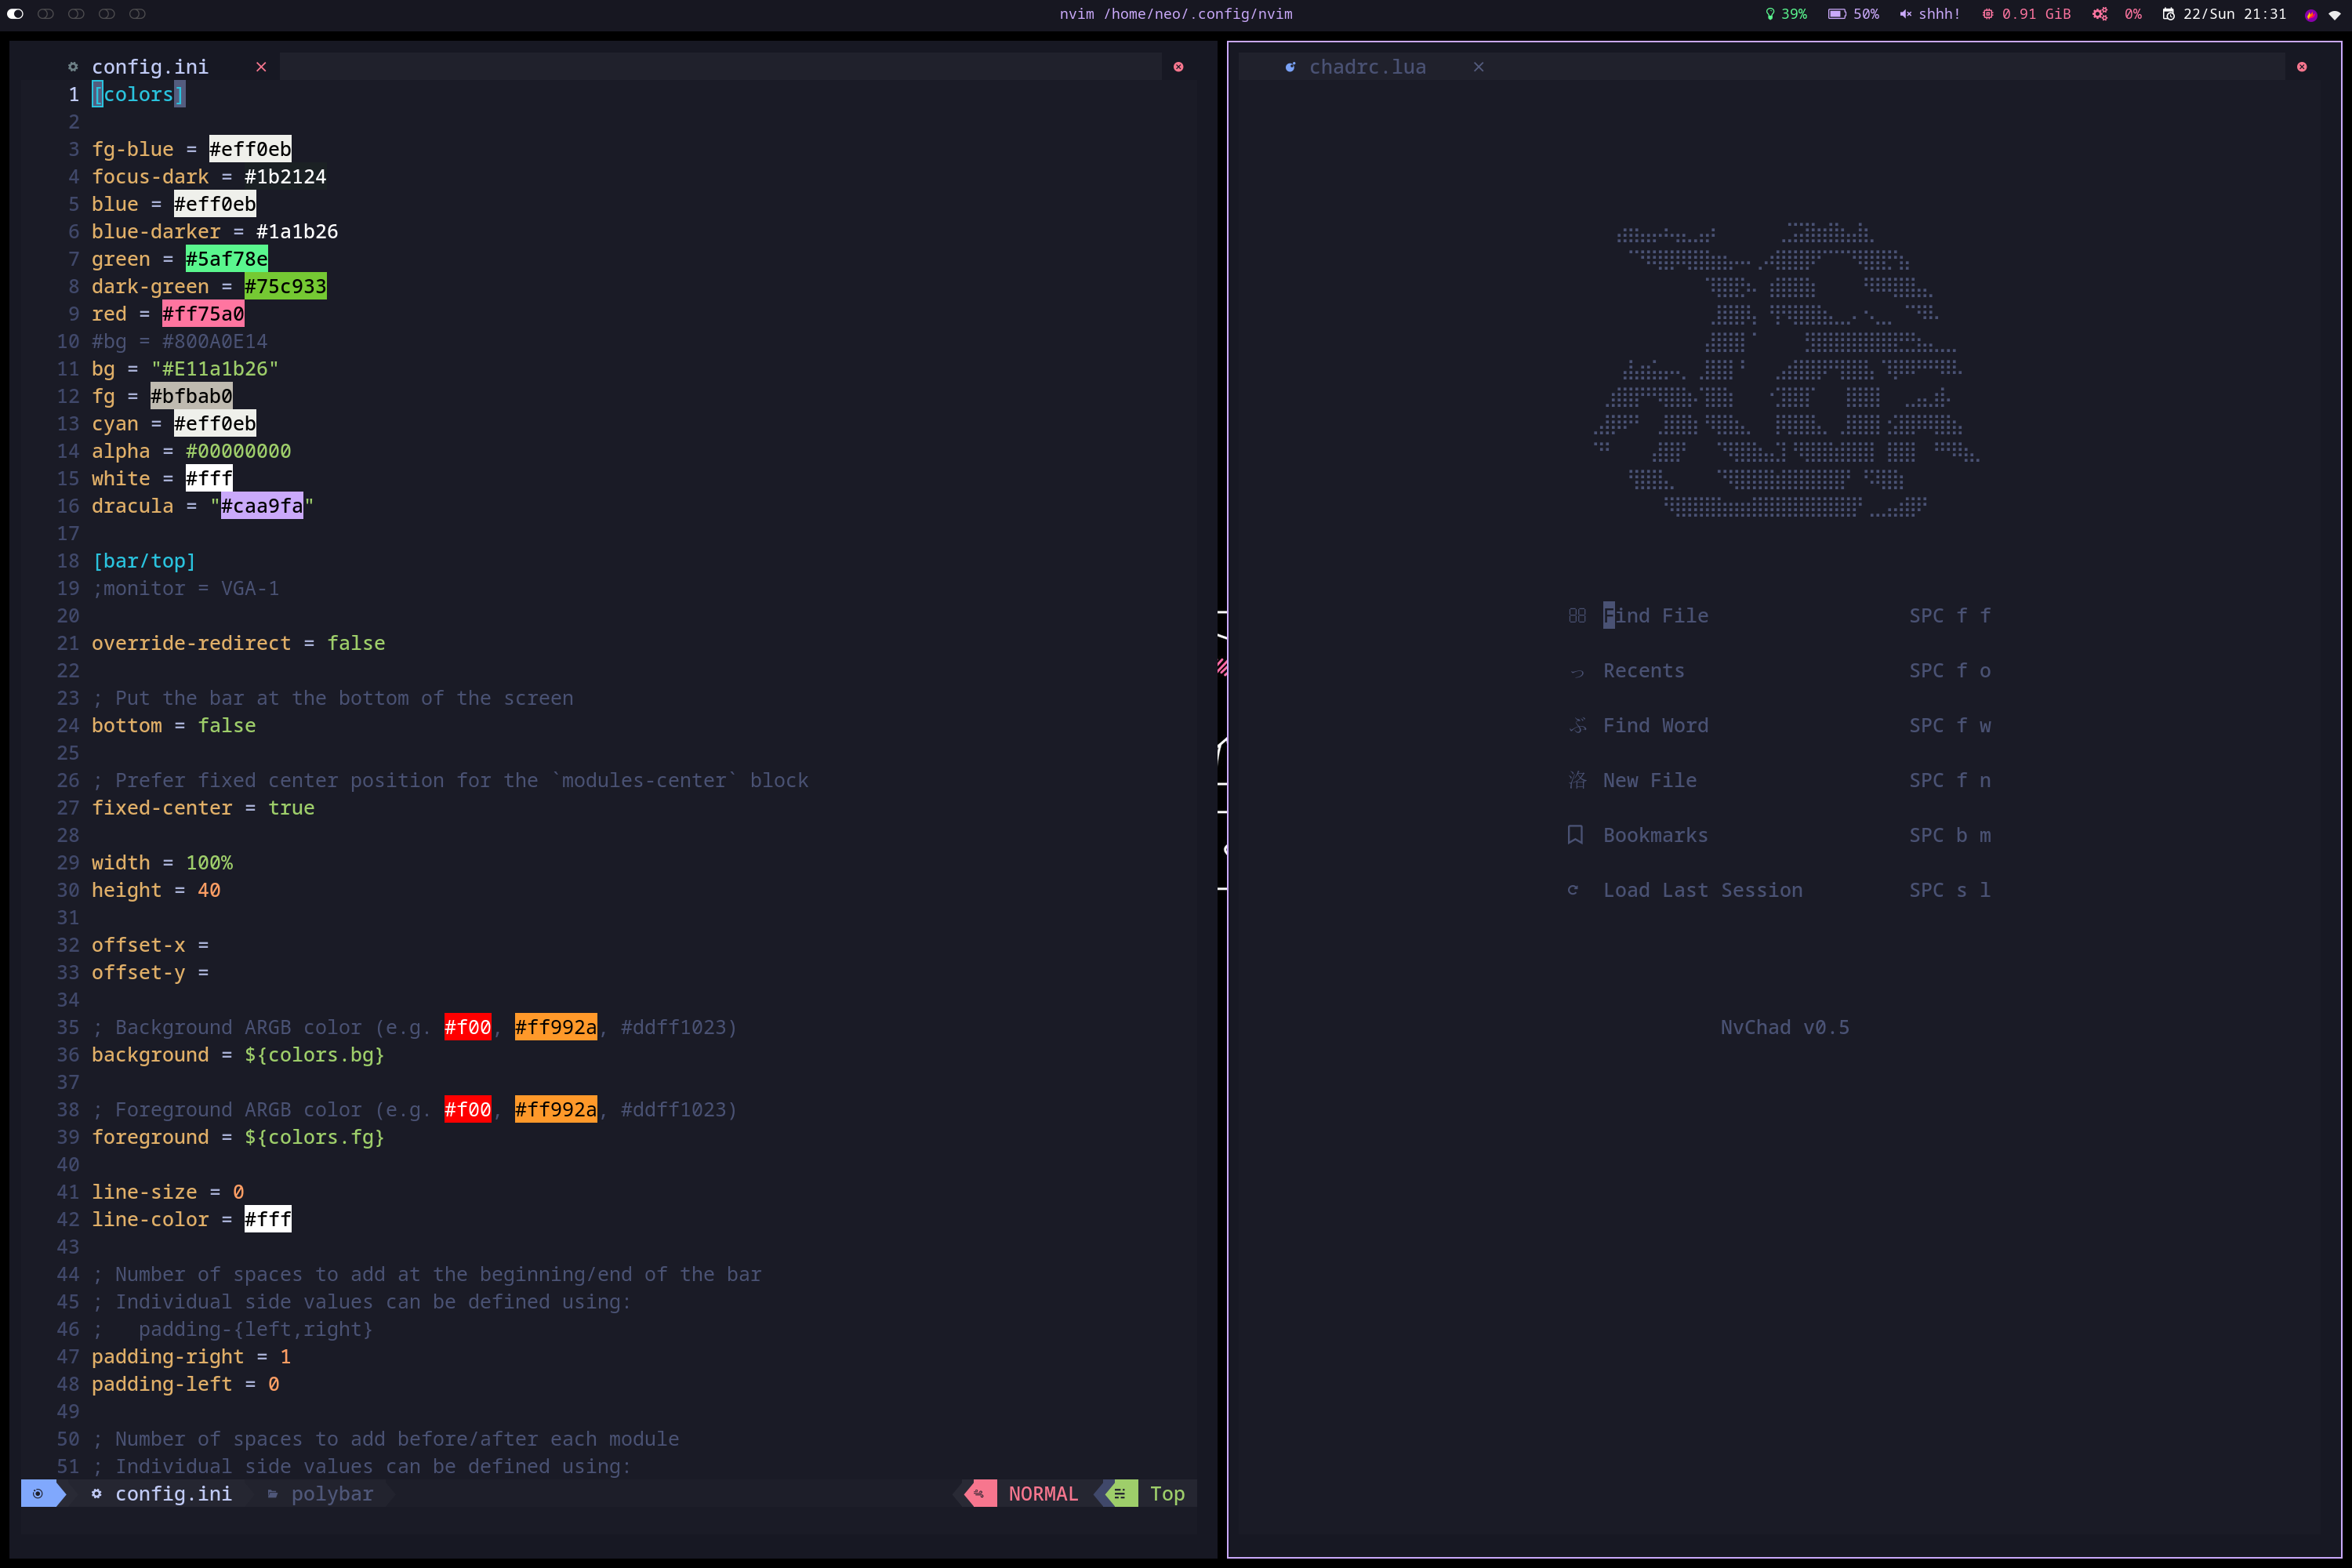 nvim /home/neo/.config/nvim
39% 50% shhh! 0.91 GiB 0% 22/Sun 21:31
config.ini
1 [colors]
2
3 fg-blue = #eff0eb
4 focus-dark = #1b2124
5 blue = #eff0eb
6 blue-darker = #1a1b26
7 green = #5af78e
8 dark-green = #75c933
9 red = #ff75a0
10 #bg = #800A0E14
11 bg = "#E11a1b26"
12 fg = #bfbab0
13 cyan = #eff0eb
14 alpha = #00000000
15 white = #fff
16 dracula = "#caa9fa"
17
18 [bar/top]
19 ;monitor = VGA-1
20
21 override-redirect = false
22
23 ; Put the bar at the bottom of the screen
24 bottom = false
25
26 ; Prefer fixed center position for the `modules-center` block
27 fixed-center = true
28
29 width = 100%
30 height = 40
31
32 offset-x =
33 offset-y =
34
35 ; Background ARGB color (e.g. #f00, #ff992a, #ddff1023)
36 background = ${colors.bg}
37
38 ; Foreground ARGB color (e.g. #f00, #ff992a, #ddff1023)
39 foreground = ${colors.fg}
40
41 line-size = 0
42 line-color = #fff
43
44 ; Number of spaces to add at the beginning/end of the bar
45 ; Individual side values can be defined using:
46 ;   padding-{left,right}
47 padding-right = 1
48 padding-left = 0
49
50 ; Number of spaces to add before/after each module
51 ; Individual side values can be defined using:
config.ini polybar NORMAL Top
chadrc.lua
Find File SPC f f
っ Recents SPC f o
ぶ Find Word SPC f w
洛 New File SPC f n
Bookmarks SPC b m
Load Last Session SPC s l
NvChad v0.5